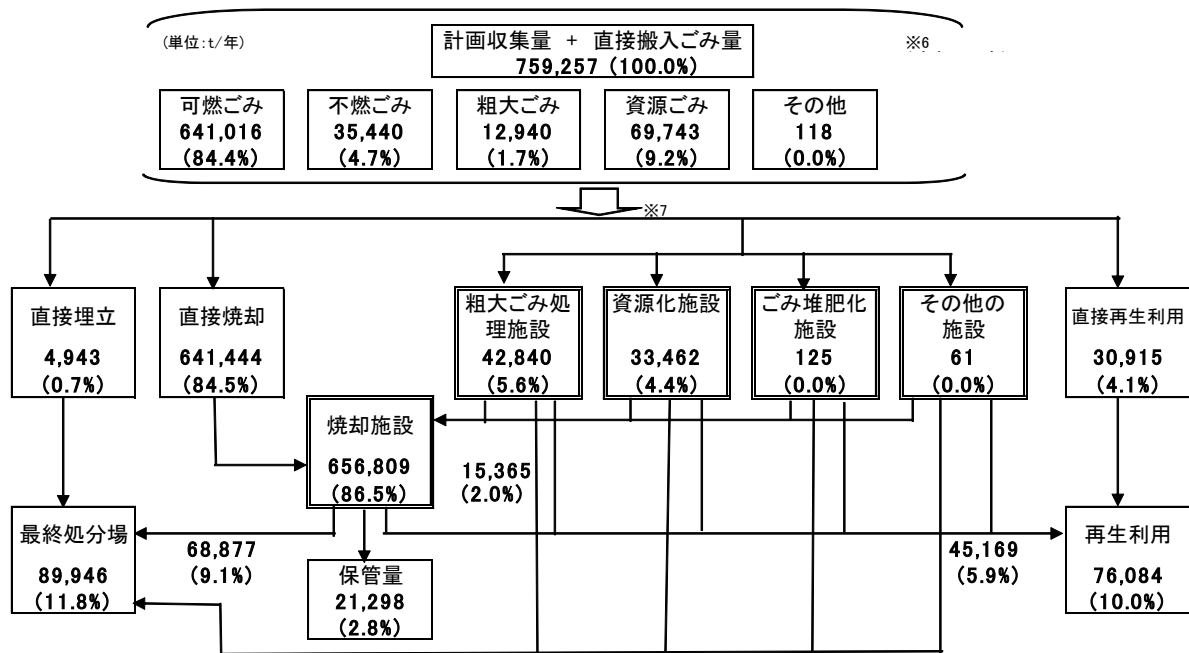 (単位:t/年)
計画収集量 + 直接搬入ごみ量
759,257 (100.0%)
※6
可燃ごみ
641,016
(84.4%)
不燃ごみ
35,440
(4.7%)
粗大ごみ
12,940
(1.7%)
資源ごみ
69,743
(9.2%)
その他
118
(0.0%)
※7
直接埋立
4,943
(0.7%)
直接焼却
641,444
(84.5%)
粗大ごみ処
理施設
42,840
(5.6%)
資源化施設
33,462
(4.4%)
ごみ堆肥化
施設
125
(0.0%)
その他の
施設
61
(0.0%)
直接再生利用
30,915
(4.1%)
焼却施設
656,809
(86.5%)
15,365
(2.0%)
最終処分場
89,946
(11.8%)
68,877
(9.1%)
保管量
21,298
(2.8%)
45,169
(5.9%)
再生利用
76,084
(10.0%)